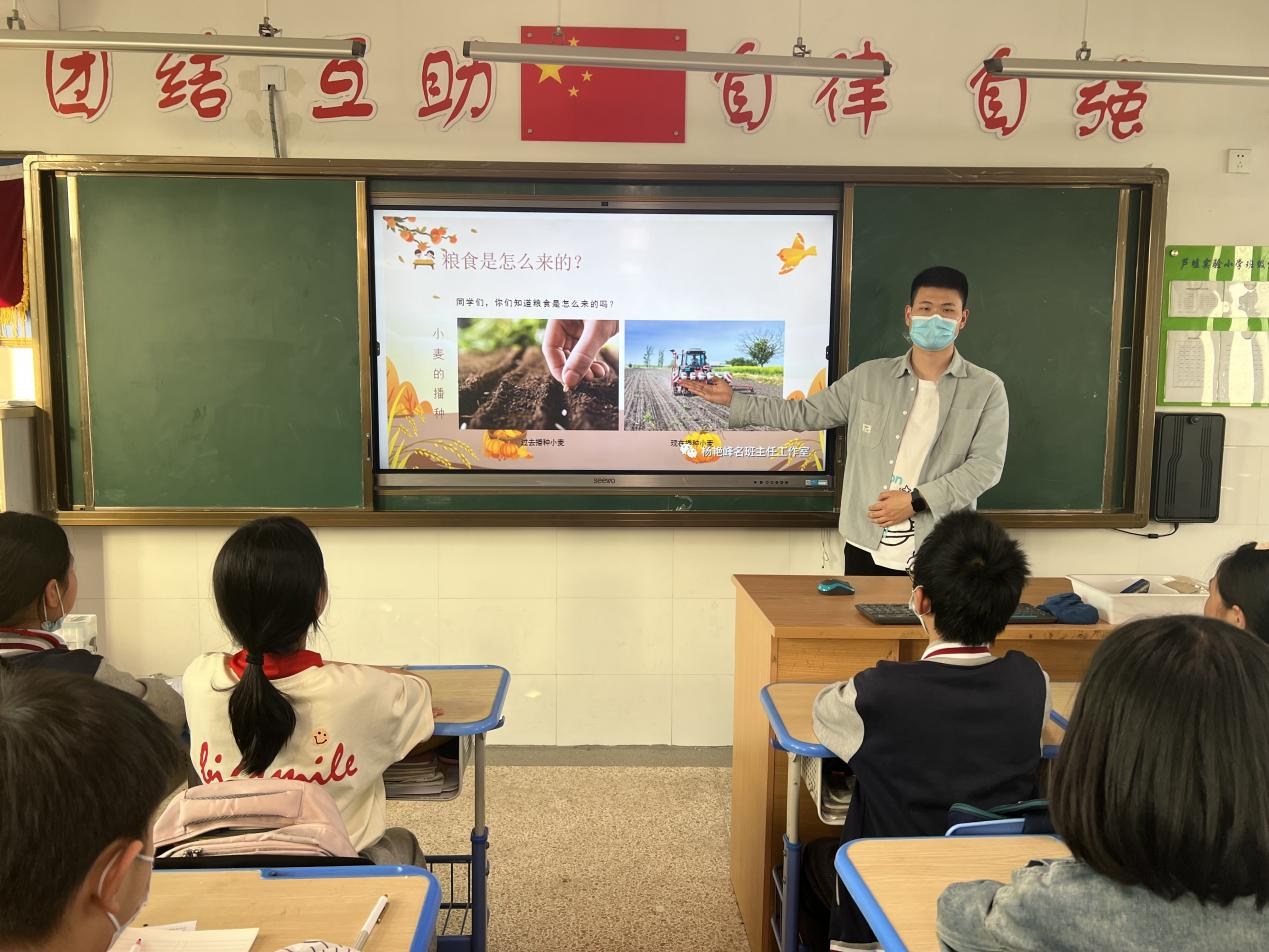 团结互助 自律 自强
粮食是怎么来的？
同学们，你们知道粮食是怎么来的吗？
小麦的播种
过去播种小麦
现在播种小麦
杨艳峰名班主任工作室
seewo
smile